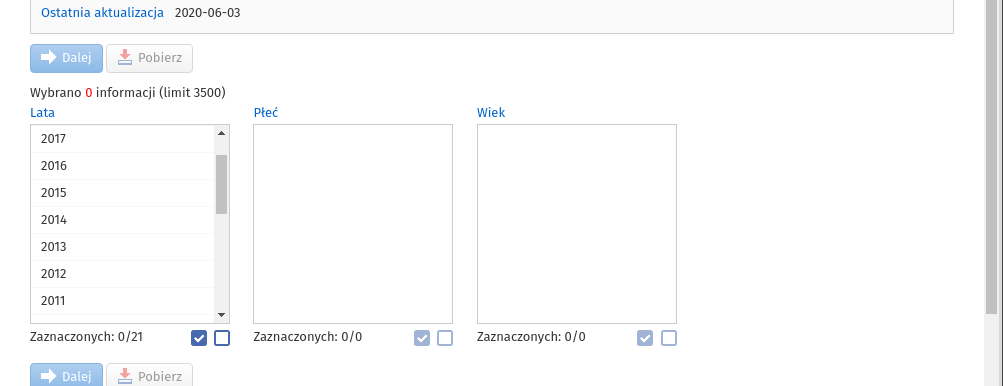 Ostatnia aktualizacja 2020-06-03
Dalej Pobierz
Wybrano 0 informacji (limit 3500)
Lata Płeć Wiek
2017
2016
2015
2014
2013
2012
2011
Zaznaczonych: 0/21 Zaznaczonych: 0/0 Zaznaczonych: 0/0
Dalej Pobierz